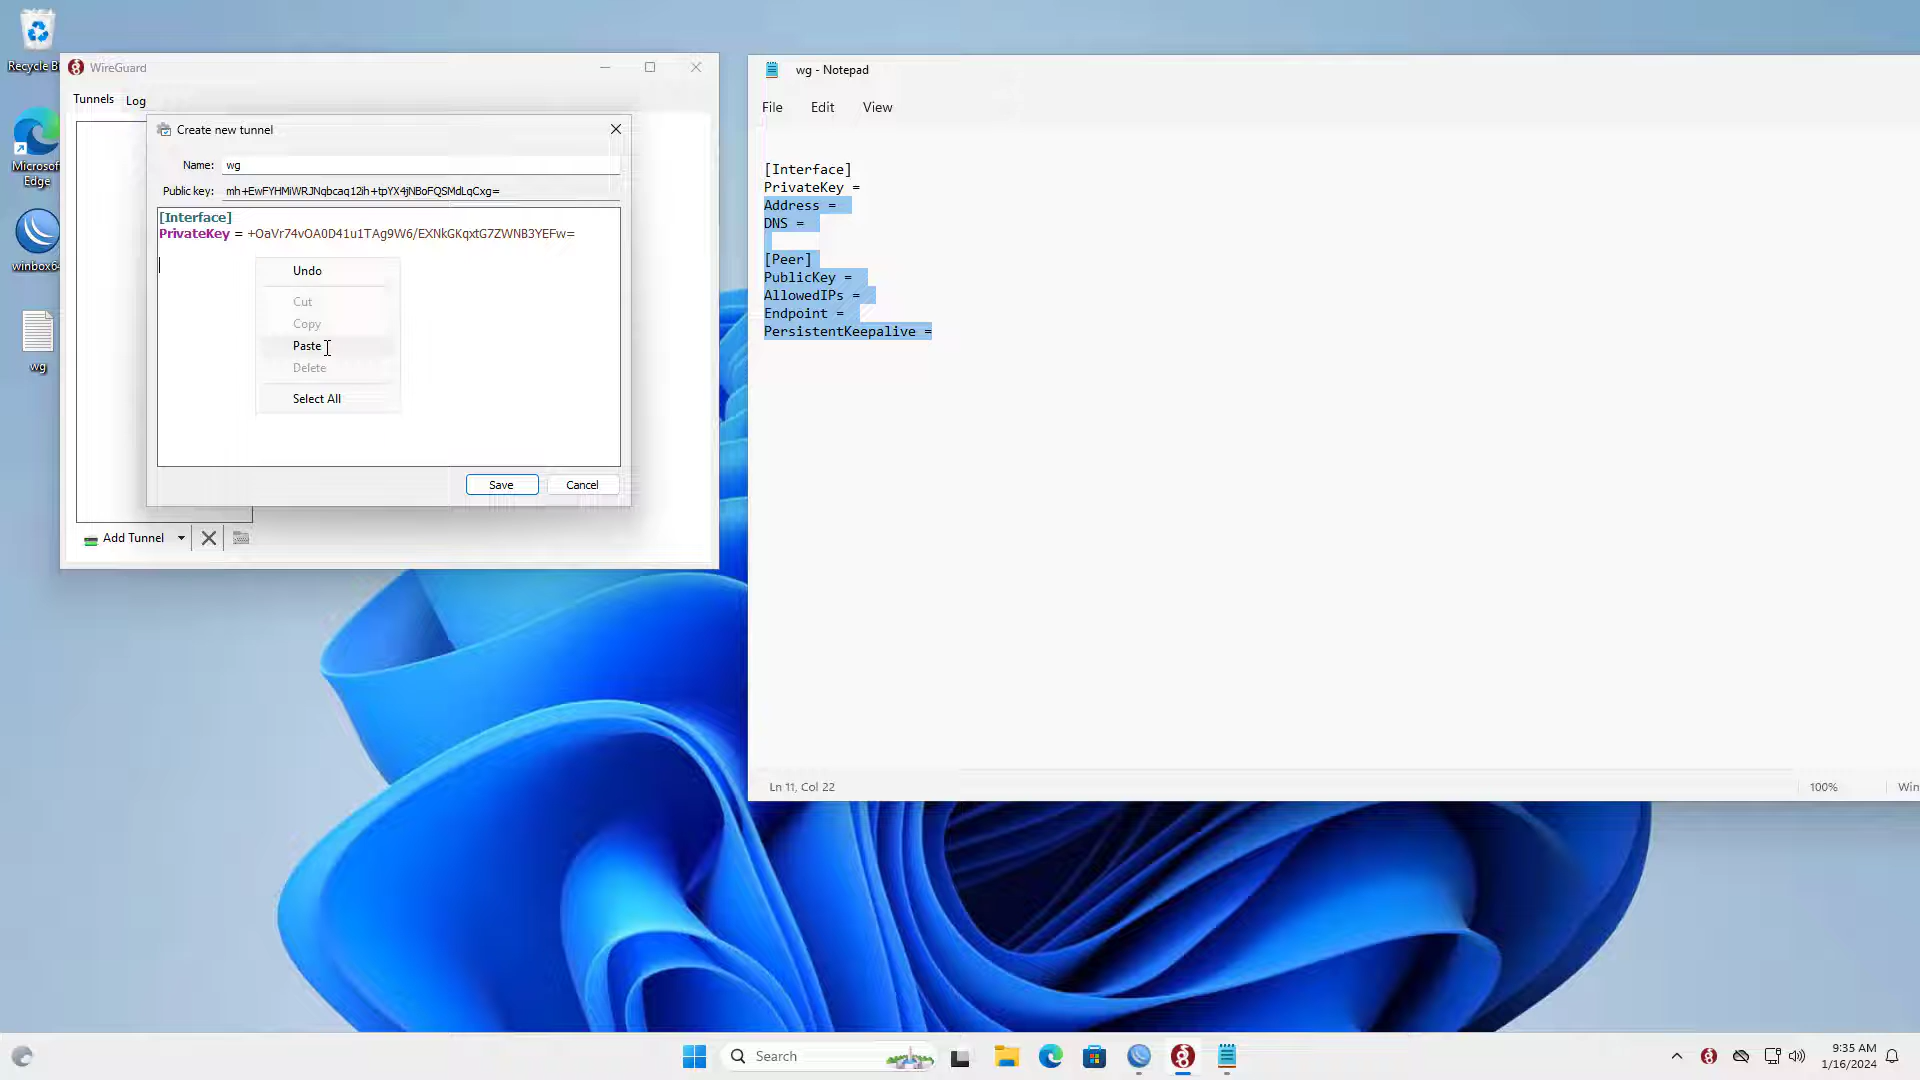 Recycle Bi
Microsof
Edge
winbox64
wg
WireGuard
Tunnels
Log
Create new tunnel
Name:
wg
Public key:
mh+EwFYHMiWRJNqbcaq12ih+tpYX4jNBoFQSMdLqCxg=
[Interface]
PrivateKey = +OaVr74vOA0D41u1TAg9W6/EXNkGKqxtG7ZWNB3YEFw=
Undo
Cut
Copy
Paste
Delete
Select All
Save
Cancel
Add Tunnel
wg - Notepad
File
Edit
View
[Interface]
PrivateKey =
Address =
DNS =
[Peer]
PublicKey =
AllowedIPs =
Endpoint =
PersistentKeepalive =
Ln 11, Col 22
100%
Win
Search
9:35 AM
1/16/2024